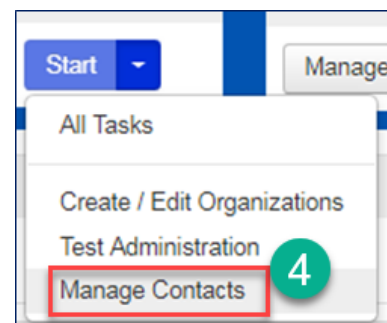 Start
Manage
All Tasks
Create / Edit Organizations
Test Administration
4
Manage Contacts